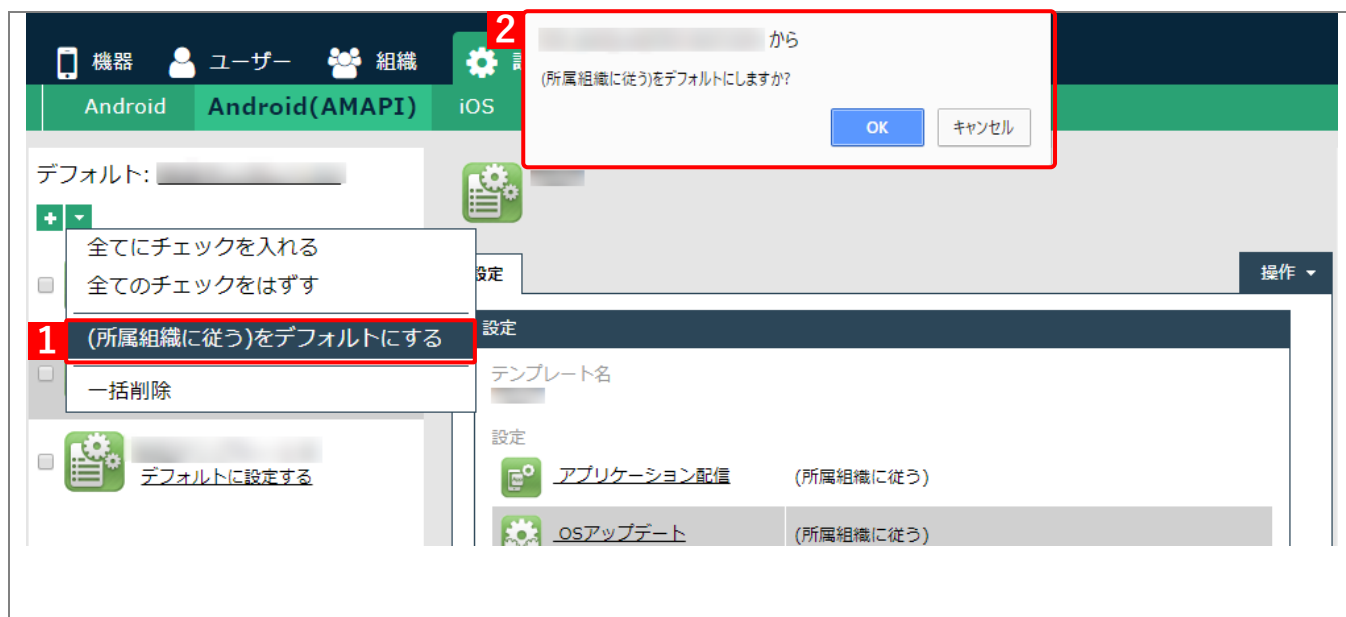 2
から
(所属組織に従う)をデフォルトにしますか?
OK キャンセル
機器 ユーザー 組織
Android Android(AMAPI) iOS
デフォルト:
全てにチェックを入れる
全てのチェックをはずす
1 (所属組織に従う)をデフォルトにする
一括削除
デフォルトに設定する
設定 操作
設定
テンプレート名
設定
アプリケーション配信 (所属組織に従う)
OSアップデート (所属組織に従う)